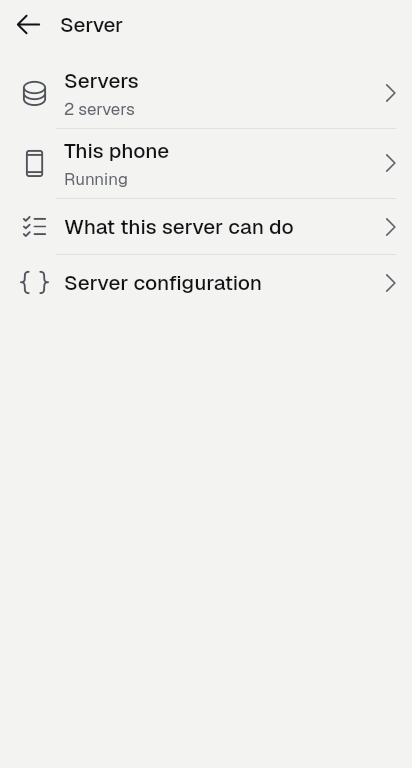 Server
Servers
2 servers
This phone
Running
What this server can do
Server configuration